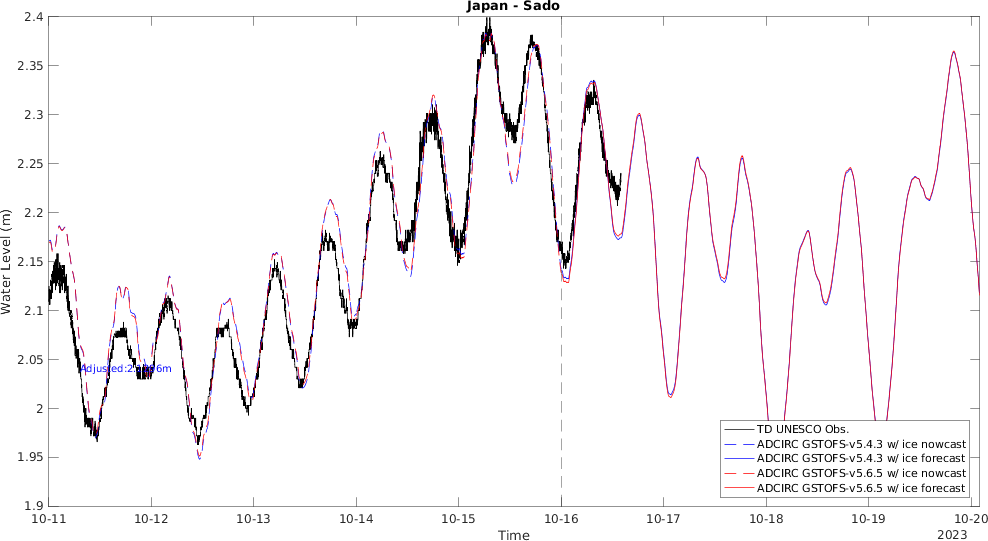 Japan - Sado
Water Level (m)
2.4
2.35
2.3
2.25
2.2
2.15
2.1
2.05
2
1.95
1.9
TD UNESCO Obs.
ADCIRC GSTOFS-v5.4.3 w/ ice nowcast
ADCIRC GSTOFS-v5.4.3 w/ ice forecast
ADCIRC GSTOFS-v5.6.5 w/ ice nowcast
ADCIRC GSTOFS-v5.6.5 w/ ice forecast
10-11 10-12 10-13 10-14 10-15 10-16 10-17 10-18 10-19 10-20
Time
2023